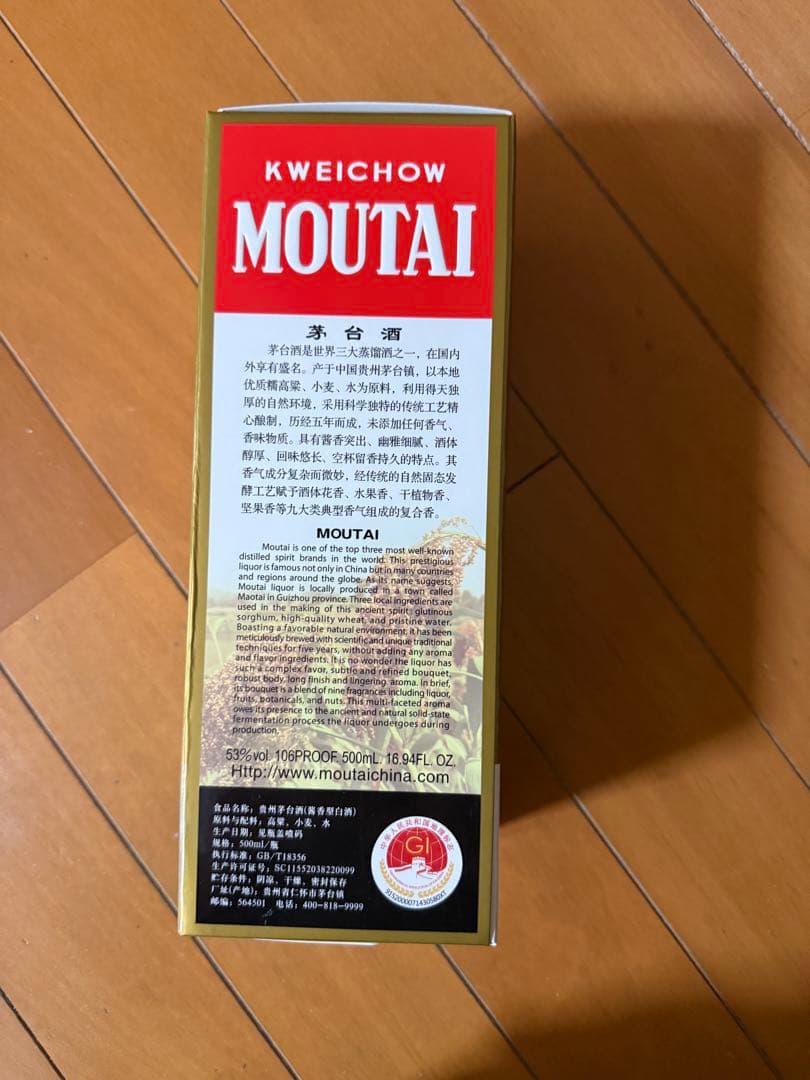 KWEICHOW
MOUTAI
茅台酒
茅台酒是世界三大蒸馏酒之一，在国内
外享有盛名。产于中国贵州茅台镇，以本地
优质糯高粱、小麦、水为原料，利用得天独
厚的自然环境，采用科学独特的传统工艺精
心酿制，历经五年而成，未添加任何香气、
香味物质。具有酱香突出、幽雅细腻、酒体
醇厚、回味悠长、空杯留香持久的特点。其
香气成分复杂而微妙，经传统的自然固态发
酵工艺赋予酒体花香、水果香、干植物香、
坚果香等九大类典型香气组成的复合香。
MOUTAI
Moutai is one of the top three most well-known
distilled spirit brands in the world. This prestigious
liquor is famous not only in China but in many countries
and regions around the globe. As its name suggests,
Moutai liquor is locally produced in a town called
Maotai in Guizhou province. Three local ingredients are
used in the making of this ancient spirit: glutinous
sorghum, high-quality wheat, and pristine water.
Boasting a favorable natural environment, it has been
meticulously brewed with scientific and unique traditional
techniques for five years, without adding any aroma
and flavor ingredients. It is no wonder the liquor has
such a complex favor, subtle and refined bouquet,
robust body, long finish and lingering aroma. In brief,
its bouquet is a blend of nine fragrances including liquor,
fruits, botanicals, and nuts. This multi-faceted aroma
owes its presence to the ancient and natural solid-state
fermentation process the liquor undergoes during
production.
53%vol. 106PROOF. 500mL. 16.94FL. OZ.
Http://www.moutaichina.com
食品名称：贵州茅台酒(酱香型白酒)
原料与配料：高粱、小麦、水
生产日期：见瓶盖喷码
规格：500ml/瓶
执行标准：GB/T18356
生产许可证号：SC11552038220099
贮存条件：阴凉、干燥、密封保存
厂址(产地)：贵州省仁怀市茅台镇
邮编：564501 电话：400-818-9999
中华人民共和国地理标志
GI
91520000714305803T